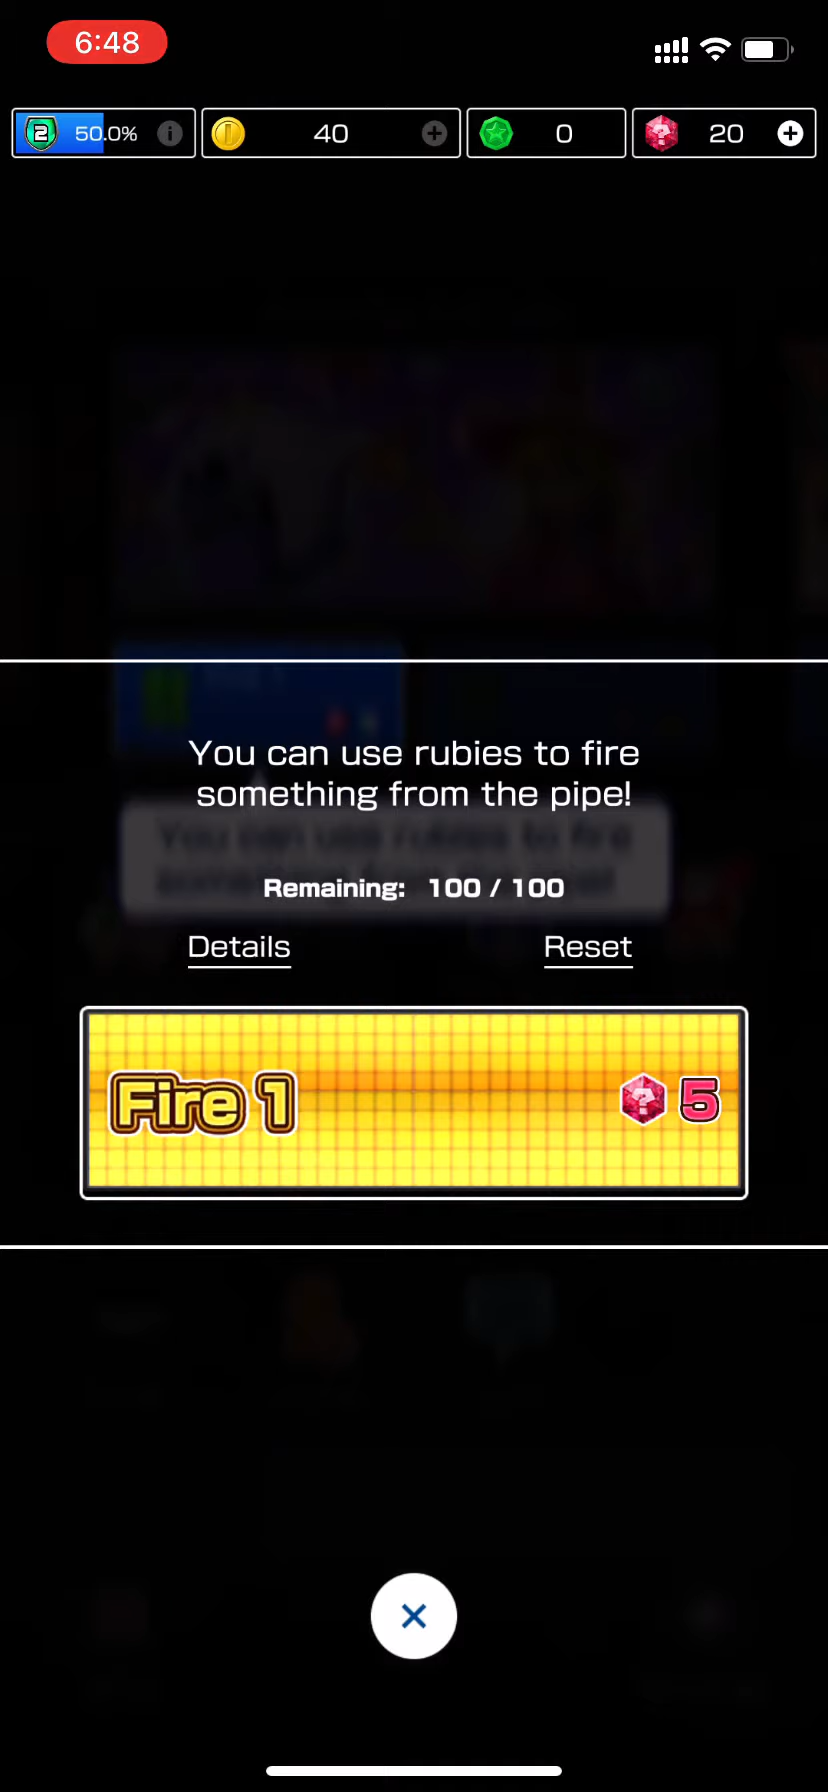 6:48
2 50.0% i 40 + 0 ? 20 +
You can use rubies to fire
something from the pipe!
Remaining: 100 / 100
Details Reset
Fire 1 ? 5